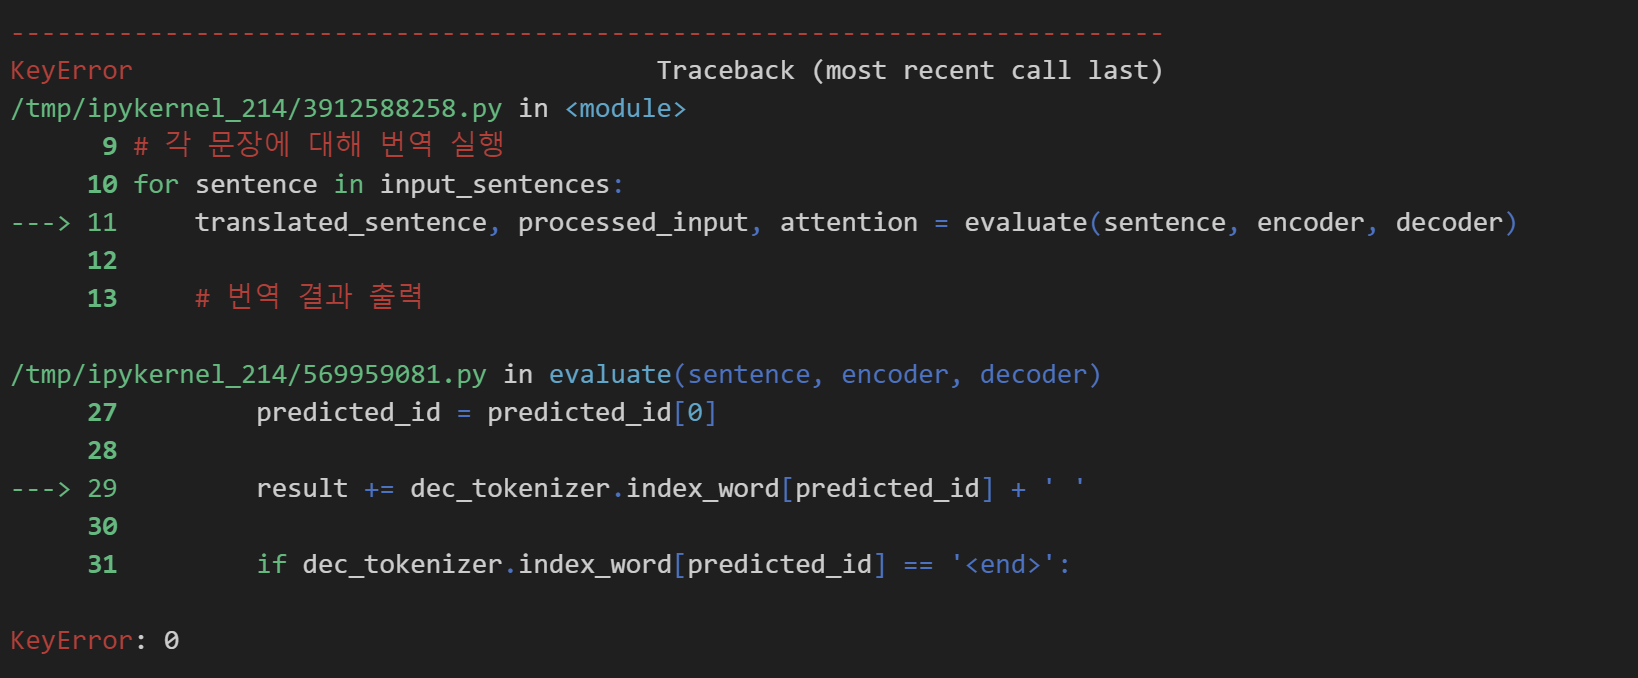 ---------------------------------------------------------------------------
KeyError                                  Traceback (most recent call last)
/tmp/ipykernel_214/3912588258.py in <module>
      9 # 각 문장에 대해 번역 실행
     10 for sentence in input_sentences:
---> 11     translated_sentence, processed_input, attention = evaluate(sentence, encoder, decoder)
     12
     13     # 번역 결과 출력
/tmp/ipykernel_214/569959081.py in evaluate(sentence, encoder, decoder)
     27         predicted_id = predicted_id[0]
     28
---> 29         result += dec_tokenizer.index_word[predicted_id] + ' '
     30
     31         if dec_tokenizer.index_word[predicted_id] == '<end>':
KeyError: 0